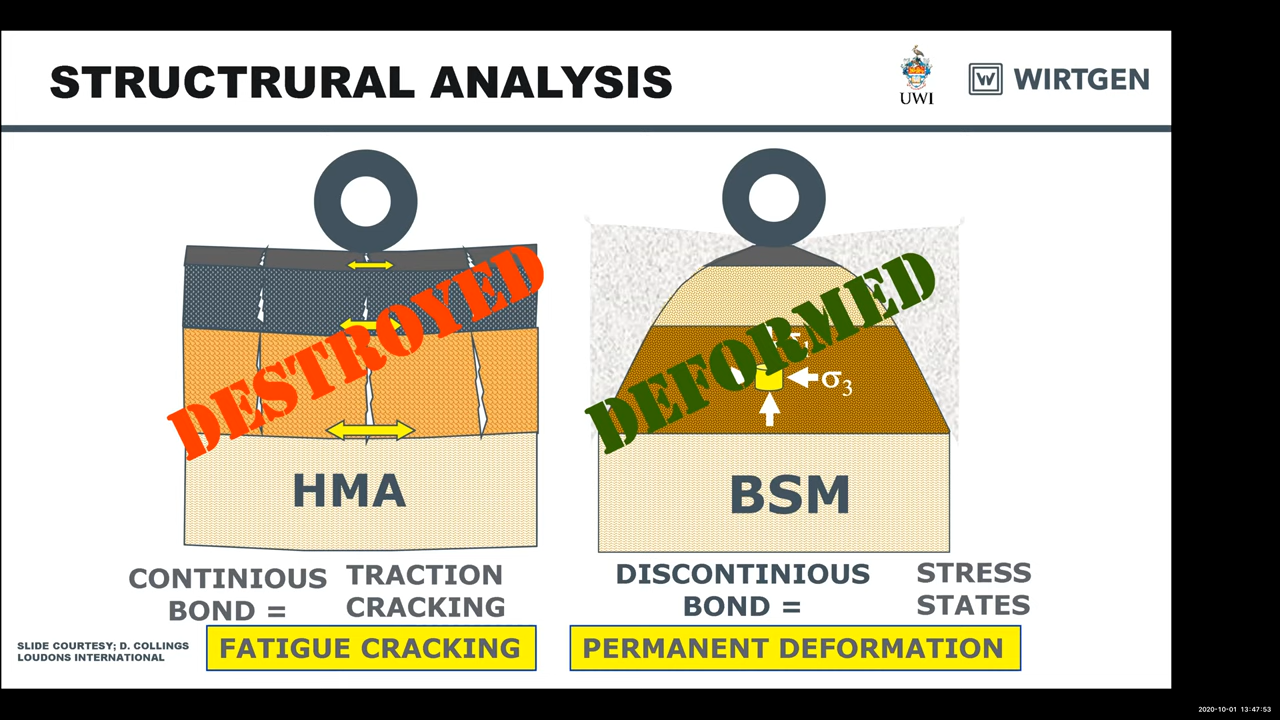 STRUCTRURAL ANALYSIS
UWI
W WIRTGEN
DESTROYED
DEFORMED
σ3
HMA
BSM
CONTINIOUS
BOND =
TRACTION
CRACKING
DISCONTINIOUS
BOND =
STRESS
STATES
SLIDE COURTESY; D. COLLINGS
LOUDONS INTERNATIONAL
FATIGUE CRACKING
PERMANENT DEFORMATION
2020-10-01 13:47:53